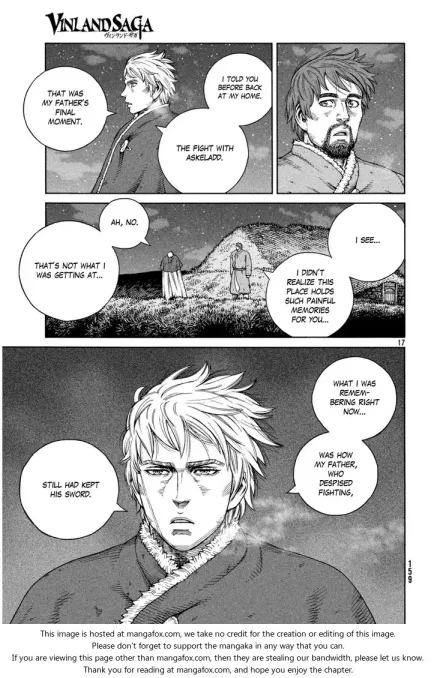 VINLAND SAGA
ヴィンランド・サガ
I TOLD YOU
BEFORE BACK
AT MY HOME.
THAT WAS
MY FATHER'S
FINAL
MOMENT.
THE FIGHT WITH
ASKELADD.
AH, NO.
THAT'S NOT WHAT I
WAS GETTING AT...
I SEE...
I DIDN'T
REALIZE THIS
PLACE HOLDS
SUCH PAINFUL
MEMORIES
FOR YOU...
17
WHAT I WAS
REMEM-
BERING RIGHT
NOW...
WAS HOW
MY FATHER,
WHO
DESPISED
FIGHTING,
STILL HAD KEPT
HIS SWORD.
159
This image is hosted at mangafox.com, we take no credit for the creation or editing of this image.
Please don't forget to support the mangaka in any way that you can.
If you are viewing this page other than mangafox.com, then they are stealing our bandwidth, please let us know.
Thank you for reading at mangafox.com, and hope you enjoy the chapter.